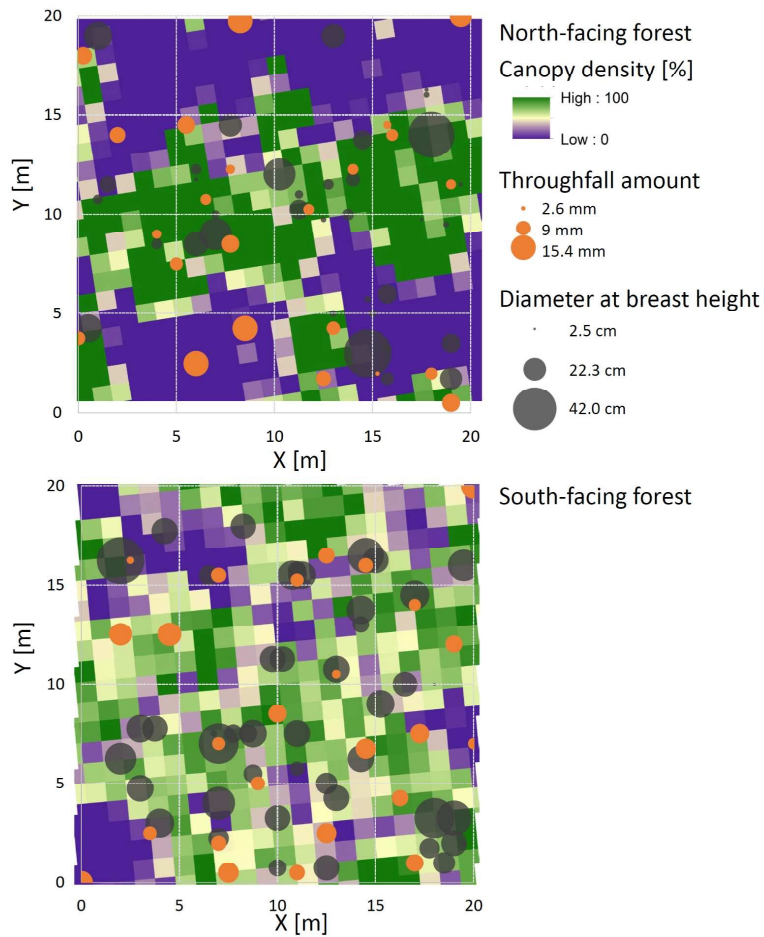 North-facing forest
Canopy density [%]
High : 100
Low : 0
Throughfall amount
2.6 mm
9 mm
15.4 mm
Diameter at breast height
2.5 cm
22.3 cm
42.0 cm
20
15
10
5
0
Y [m]
0 5 10 15 20
X [m]
South-facing forest
20
15
10
5
0
Y [m]
0 5 10 15 20
X [m]